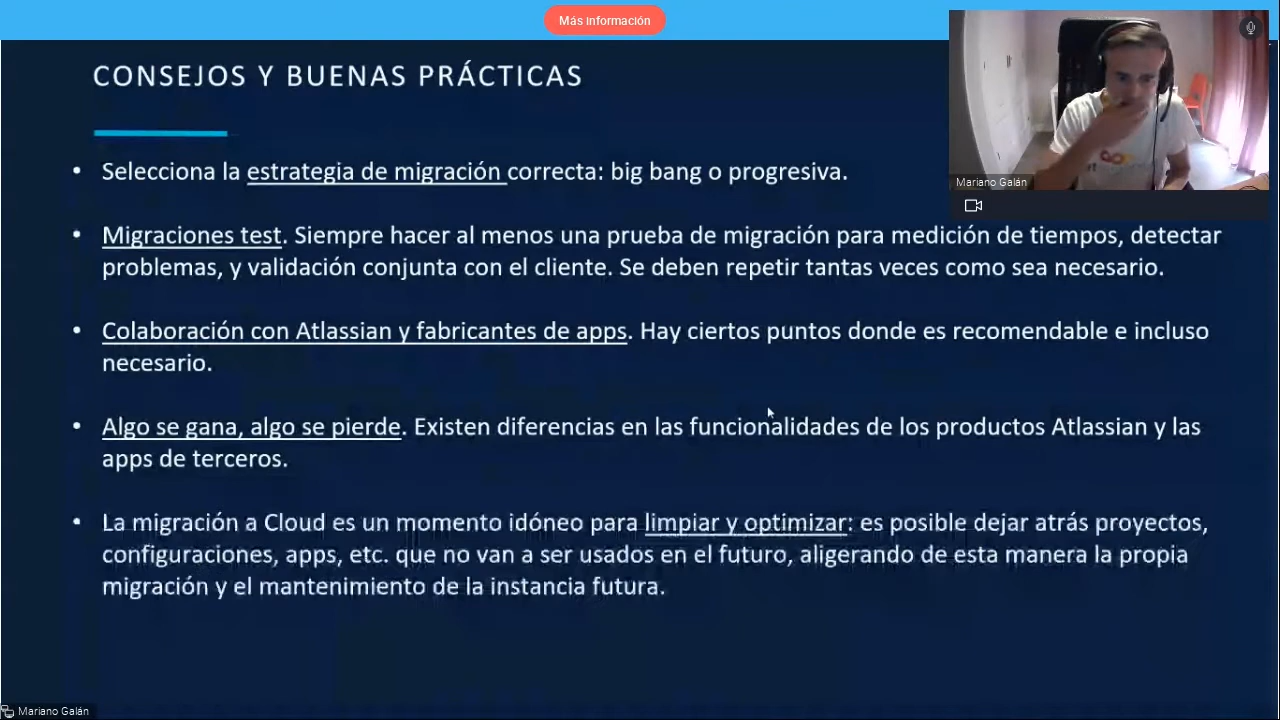 Más información
CONSEJOS Y BUENAS PRÁCTICAS
Mariano Galán
• Selecciona la estrategia de migración correcta: big bang o progresiva.
• Migraciones test. Siempre hacer al menos una prueba de migración para medición de tiempos, detectar
problemas, y validación conjunta con el cliente. Se deben repetir tantas veces como sea necesario.
• Colaboración con Atlassian y fabricantes de apps. Hay ciertos puntos donde es recomendable e incluso
necesario.
• Algo se gana, algo se pierde. Existen diferencias en las funcionalidades de los productos Atlassian y las
apps de terceros.
• La migración a Cloud es un momento idóneo para limpiar y optimizar: es posible dejar atrás proyectos,
configuraciones, apps, etc. que no van a ser usados en el futuro, aligerando de esta manera la propia
migración y el mantenimiento de la instancia futura.
Mariano Galán